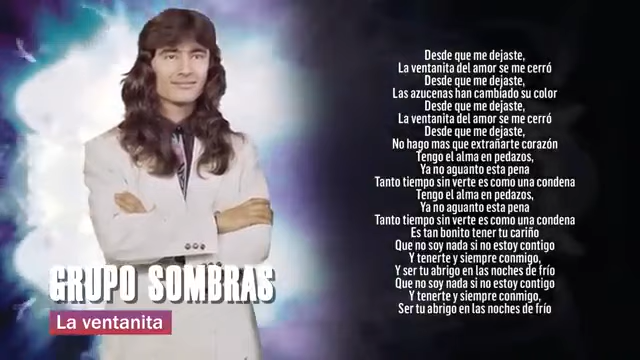 Desde que me dejaste,
La ventanita del amor se me cerró
Desde que me dejaste,
Las azucenas han cambiado su color
Desde que me dejaste,
La ventanita del amor se me cerró
Desde que me dejaste,
No hago mas que extrañarte corazón
Tengo el alma en pedazos,
Ya no aguanto esta pena
Tanto tiempo sin verte es como una condena
Tengo el alma en pedazos,
Ya no aguanto esta pena
Tanto tiempo sin verte es como una condena
Es tan bonito tener tu cariño
Que no soy nada si no estoy contigo
Y tenerte y siempre conmigo,
Y ser tu abrigo en las noches de frío
Que no soy nada si no estoy contigo
Y tenerte y siempre conmigo,
Ser tu abrigo en las noches de frío
GRUPO SOMBRAS
La ventanita